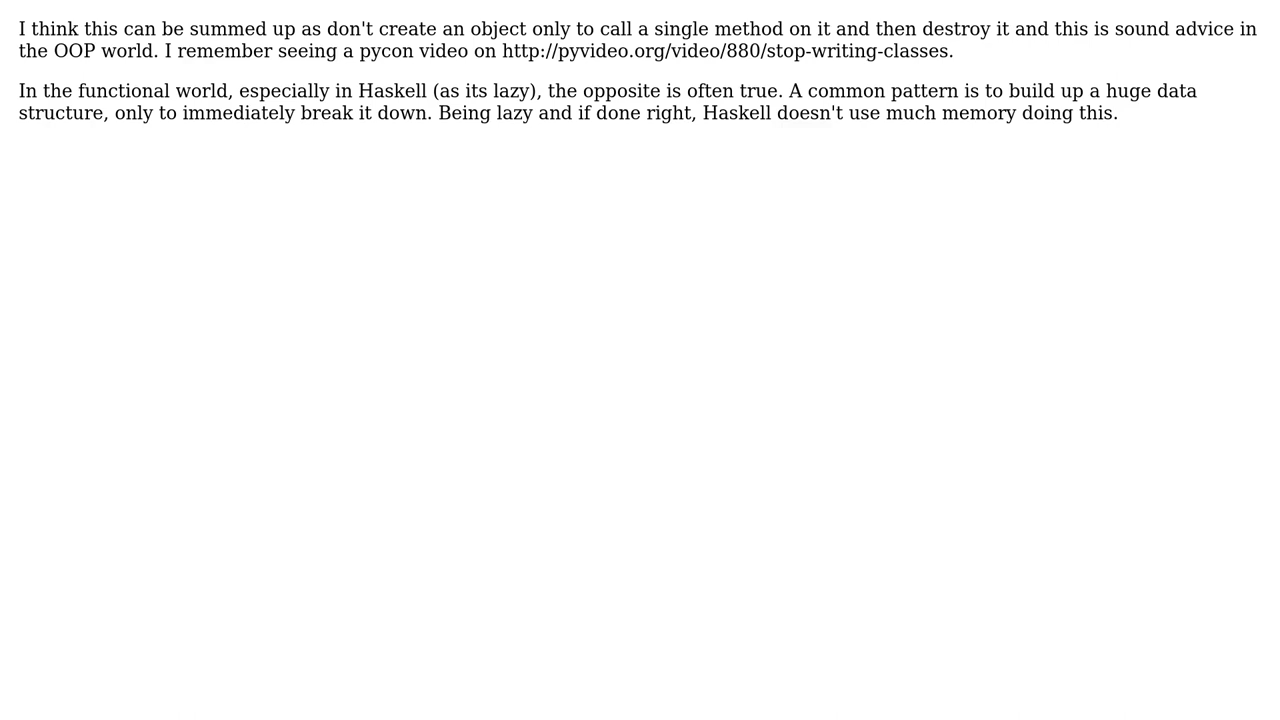 I think this can be summed up as don't create an object only to call a single method on it and then destroy it and this is sound advice in
the OOP world. I remember seeing a pycon video on http://pyvideo.org/video/880/stop-writing-classes.
In the functional world, especially in Haskell (as its lazy), the opposite is often true. A common pattern is to build up a huge data
structure, only to immediately break it down. Being lazy and if done right, Haskell doesn't use much memory doing this.